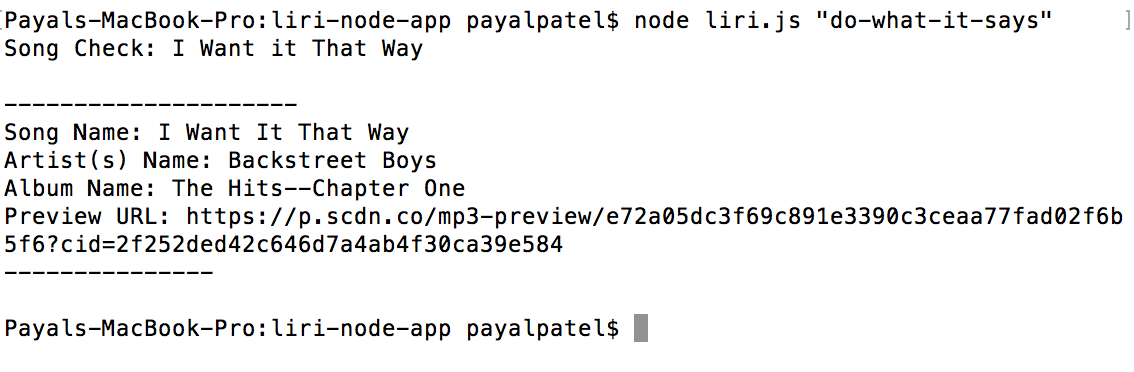 [Payals-MacBook-Pro:liri-node-app payalpatel$ node liri.js "do-what-it-says" ]
Song Check: I Want it That Way
---------------------
Song Name: I Want It That Way
Artist(s) Name: Backstreet Boys
Album Name: The Hits--Chapter One
Preview URL: https://p.scdn.co/mp3-preview/e72a05dc3f69c891e3390c3ceaa77fad02f6b
5f6?cid=2f252ded42c646d7a4ab4f30ca39e584
---------------
Payals-MacBook-Pro:liri-node-app payalpatel$